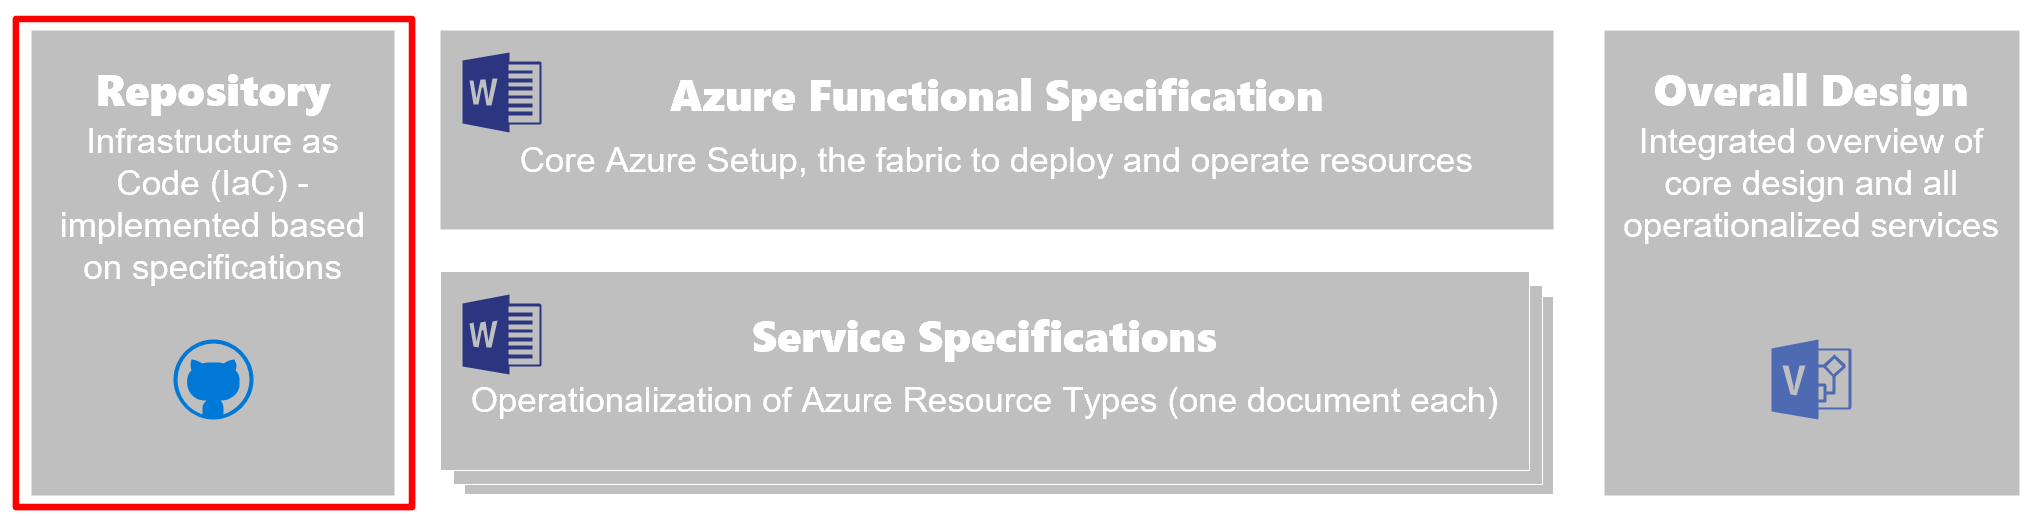 Repository
Infrastructure as
Code (IaC) -
implemented based
on specifications
W
Azure Functional Specification
Core Azure Setup, the fabric to deploy and operate resources
W
Service Specifications
Operationalization of Azure Resource Types (one document each)
Overall Design
Integrated overview of
core design and all
operationalized services
V